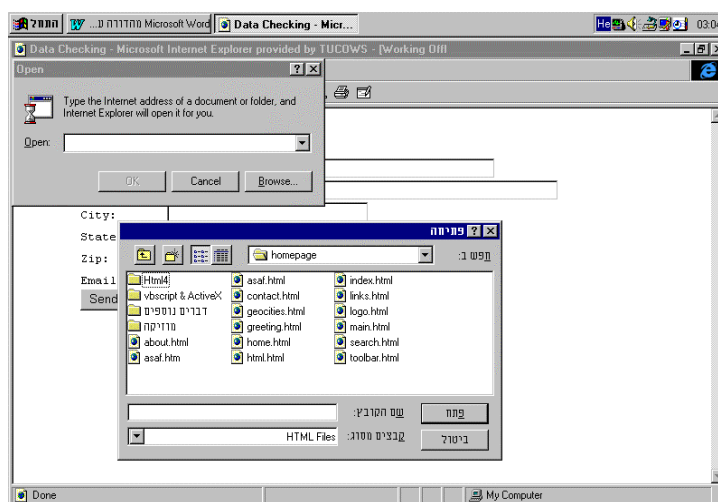 התחל
מהדורה ע... Microsoft Word
Data Checking - Micr...
He
03:04
Data Checking - Microsoft Internet Explorer provided by TUCOWS - [Working Offl
Open
Type the Internet address of a document or folder, and
Internet Explorer will open it for you.
Open:
OK
Cancel
Browse...
City:
State
Zip:
Email
Send
פתיחה
חפש ב:
homepage
Html4
vbscript & ActiveX
דברים נוספים
מוזיקה
about.html
asaf.htm
asaf.html
contact.html
geocities.html
greeting.html
home.html
html.html
index.html
links.html
logo.html
main.html
search.html
toolbar.html
שם הקובץ:
פתח
קבצים מסוג:
HTML Files
ביטול
Done
My Computer